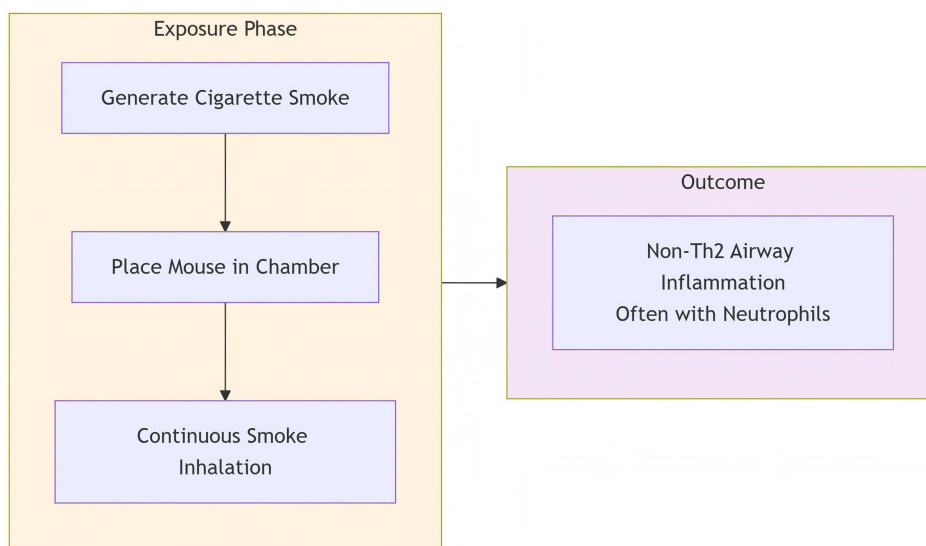 Exposure Phase
Generate Cigarette Smoke
Place Mouse in Chamber
Continuous Smoke
Inhalation
Outcome
Non-Th2 Airway
Inflammation
Often with Neutrophils